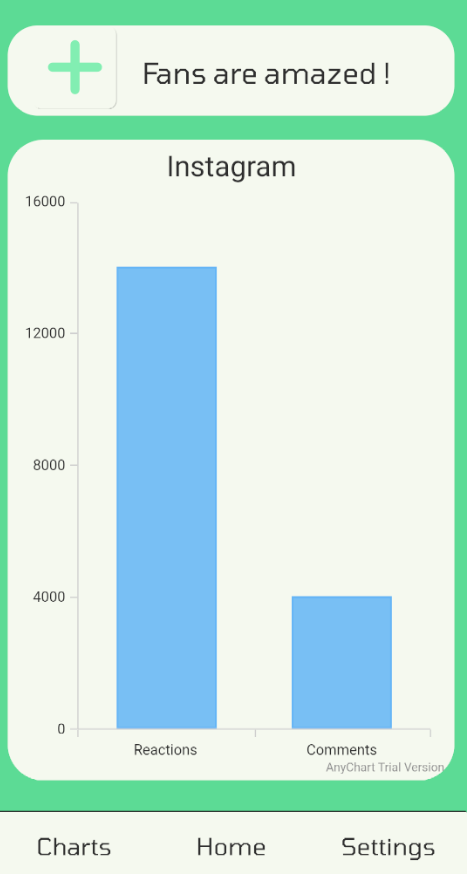 Fans are amazed !
Instagram
16000
12000
8000
4000
0
Reactions Comments
AnyChart Trial Version
Charts Home Settings